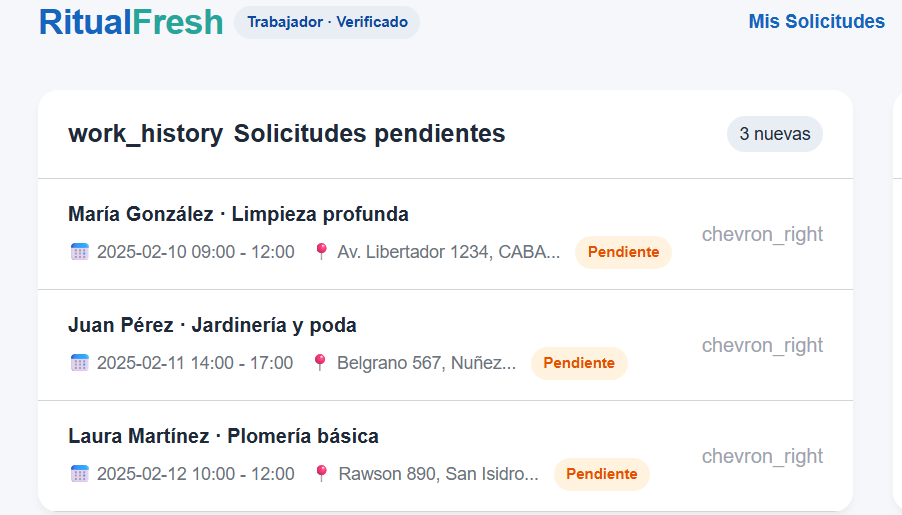 RitualFresh Trabajador · Verificado Mis Solicitudes
work_history Solicitudes pendientes 3 nuevas
María González · Limpieza profunda
2025-02-10 09:00 - 12:00 Av. Libertador 1234, CABA... Pendiente chevron_right
Juan Pérez · Jardinería y poda
2025-02-11 14:00 - 17:00 Belgrano 567, Nuñez... Pendiente chevron_right
Laura Martínez · Plomería básica
2025-02-12 10:00 - 12:00 Rawson 890, San Isidro... Pendiente chevron_right